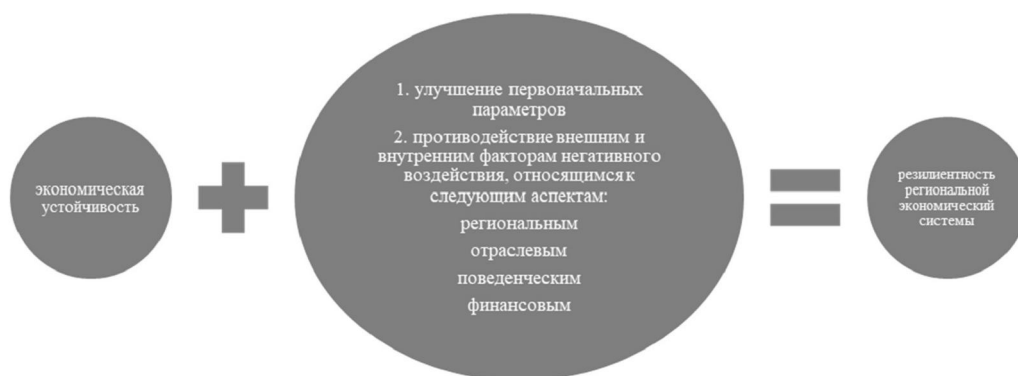 экономическая
устойчивость
1. улучшение первоначальных
параметров
2. противодействие внешним и
внутренним факторам негативного
воздействия, относящимся к
следующим аспектам:
региональным
отраслевым
поведенческим
финансовым
резилиентность
региональной
экономический
системы